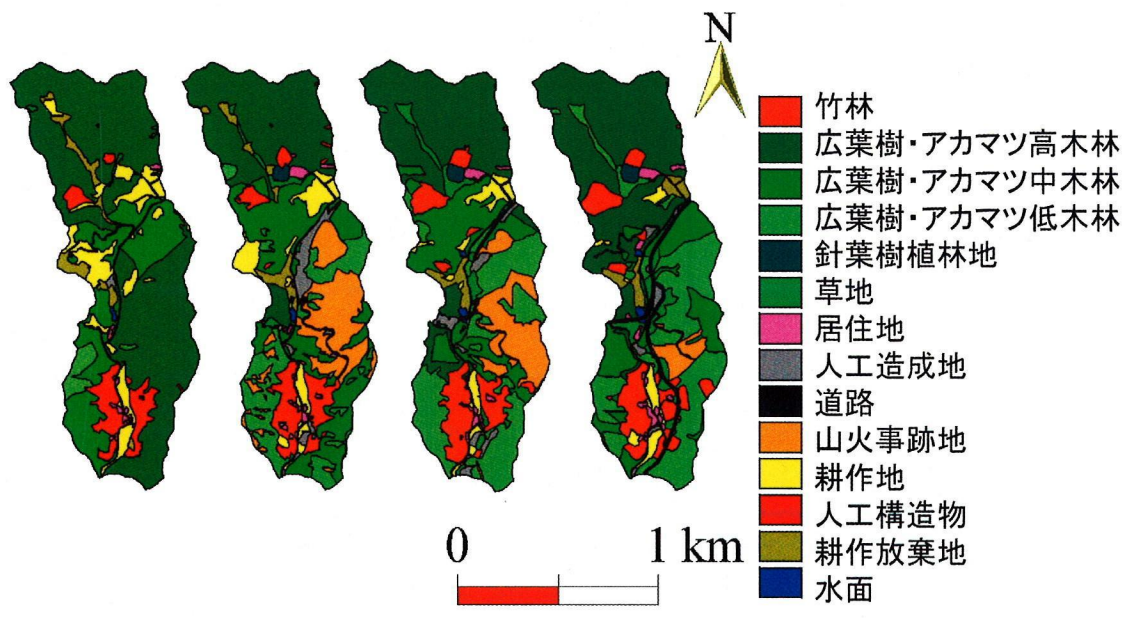 N
竹林
広葉樹・アカマツ高木林
広葉樹・アカマツ中木林
広葉樹・アカマツ低木林
針葉樹植林地
草地
居住地
人工造成地
道路
山火事跡地
耕作地
人工構造物
耕作放棄地
水面
0 1 km